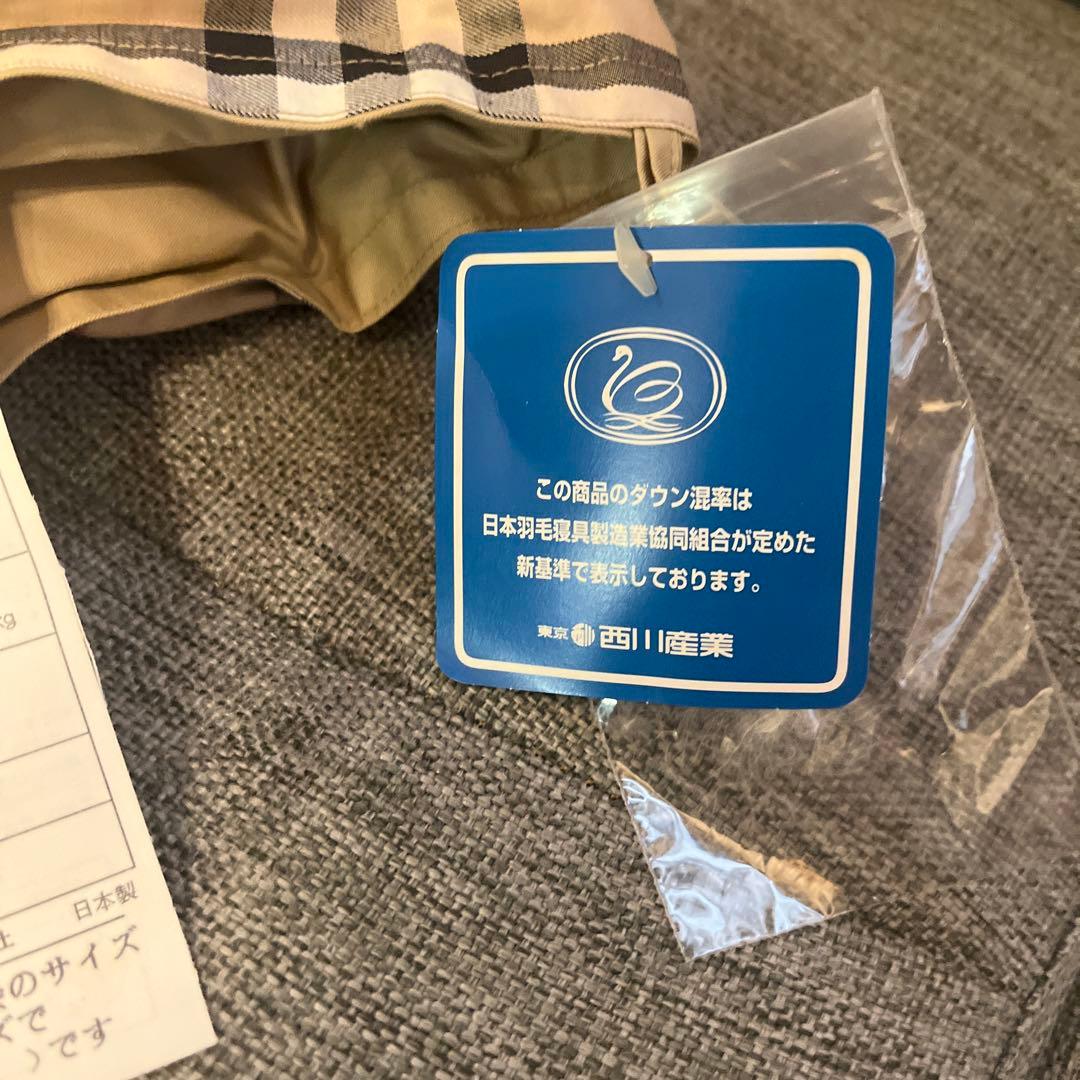 この商品のダウン混率は
日本羽毛寝具製造業協同組合が定めた
新基準で表示しております。
東京 西川産業
kg
日本製
のサイズ
で
）です